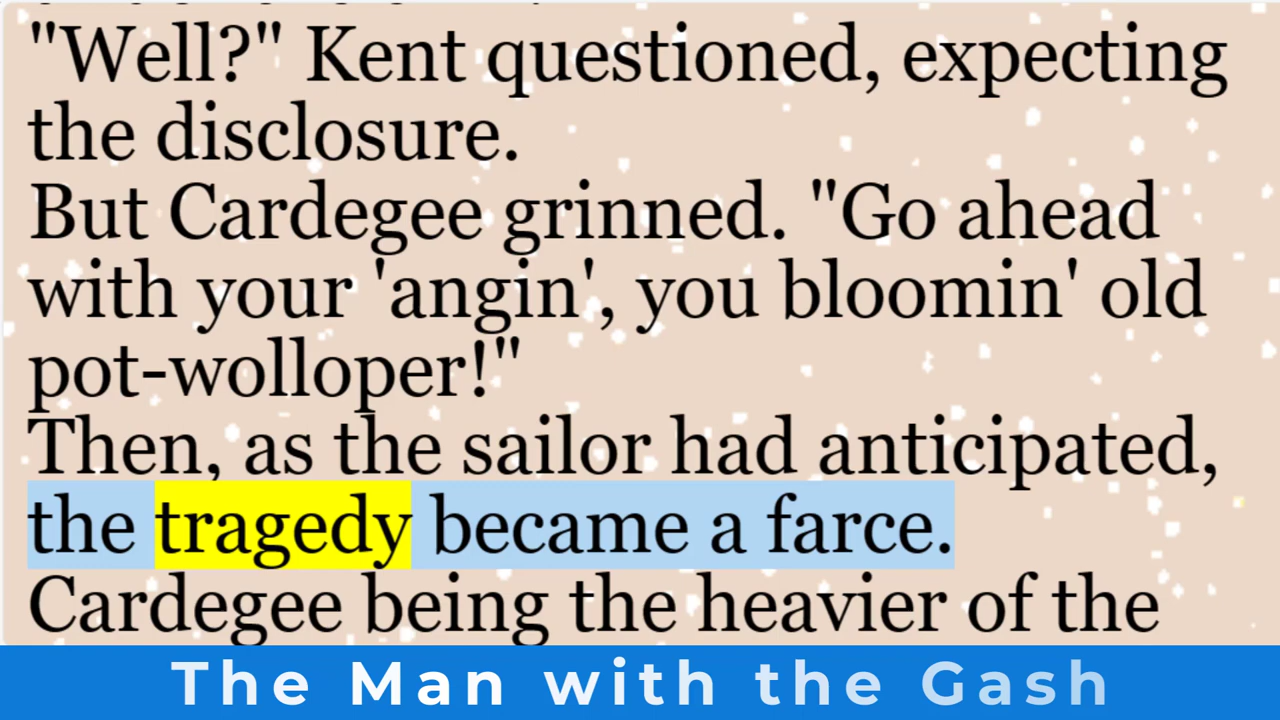 "Well?" Kent questioned, expecting
the disclosure.
But Cardegee grinned. "Go ahead
with your 'angin', you bloomin' old
pot-wolloper!"
Then, as the sailor had anticipated,
the tragedy became a farce.
Cardegee being the heavier of the
The Man with the Gash